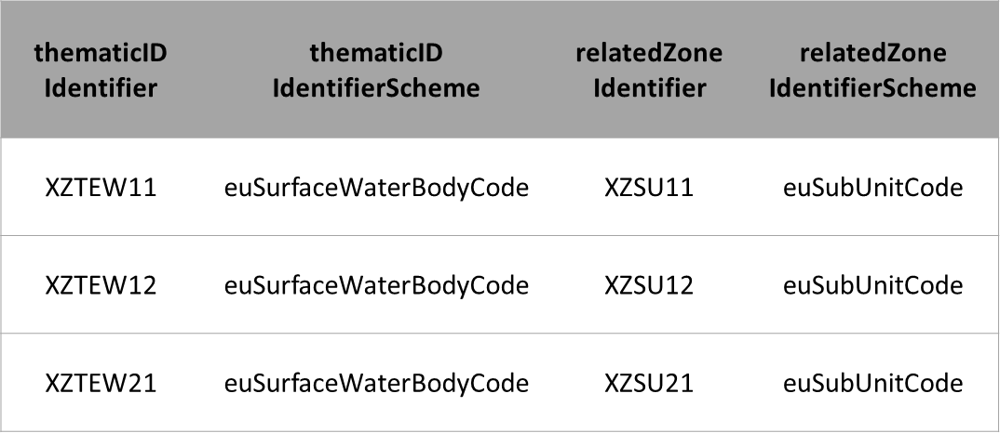 thematicID thematicID relatedZone relatedZone
Identifier IdentifierScheme Identifier IdentifierScheme
XZTEW11 euSurfaceWaterBodyCode XZSU11 euSubUnitCode
XZTEW12 euSurfaceWaterBodyCode XZSU12 euSubUnitCode
XZTEW21 euSurfaceWaterBodyCode XZSU21 euSubUnitCode